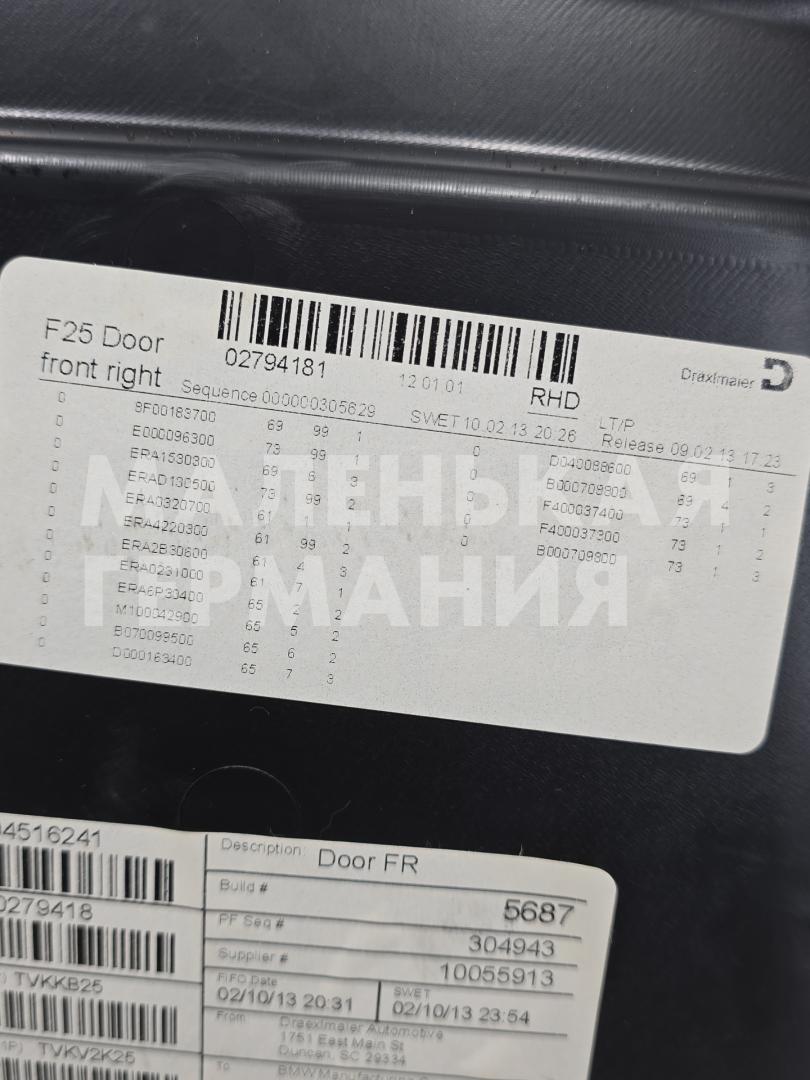 F25 Door
front right
02794181
12 01 01
RHD
Draxlmaier
Sequence 000000305629
SWET 10.02.13 20:26
LT/P
Release 09.02.13 17:23
0 9F00183700 69 99 1
0 E000096300 73 99 1
0 ERA1530300 69 6 3
0 ERAD130500 73 99 2
0 ERA0320700 61 1 1
0 ERA4220300 61 99 2
0 ERA2B30600 61 4 3
0 ERA0231000 61 7 1
0 ERA6P30400 65 2 2
0 M100042900 65 5 2
0 B070099500 65 6 2
0 D000163400 65 7 3
0 D040088600 69 1 3
0 B000709900 69 4 2
0 F400037400 73 1 1
0 F400037300 73 1 2
B000709800 73 1 3
МАЛЕНЬКАЯ
ГЕРМАНИЯ
4516241
279418
TVKKB25
TVKV2K25
Description: Door FR
Build # 5687
PF Seq # 304943
Supplier # 10055913
FIFO Date
02/10/13 20:31
SWET
02/10/13 23:54
From Draexlmaier Automotive
1751 East Main St
Duncan, SC 29334
To BMW Manufacturing